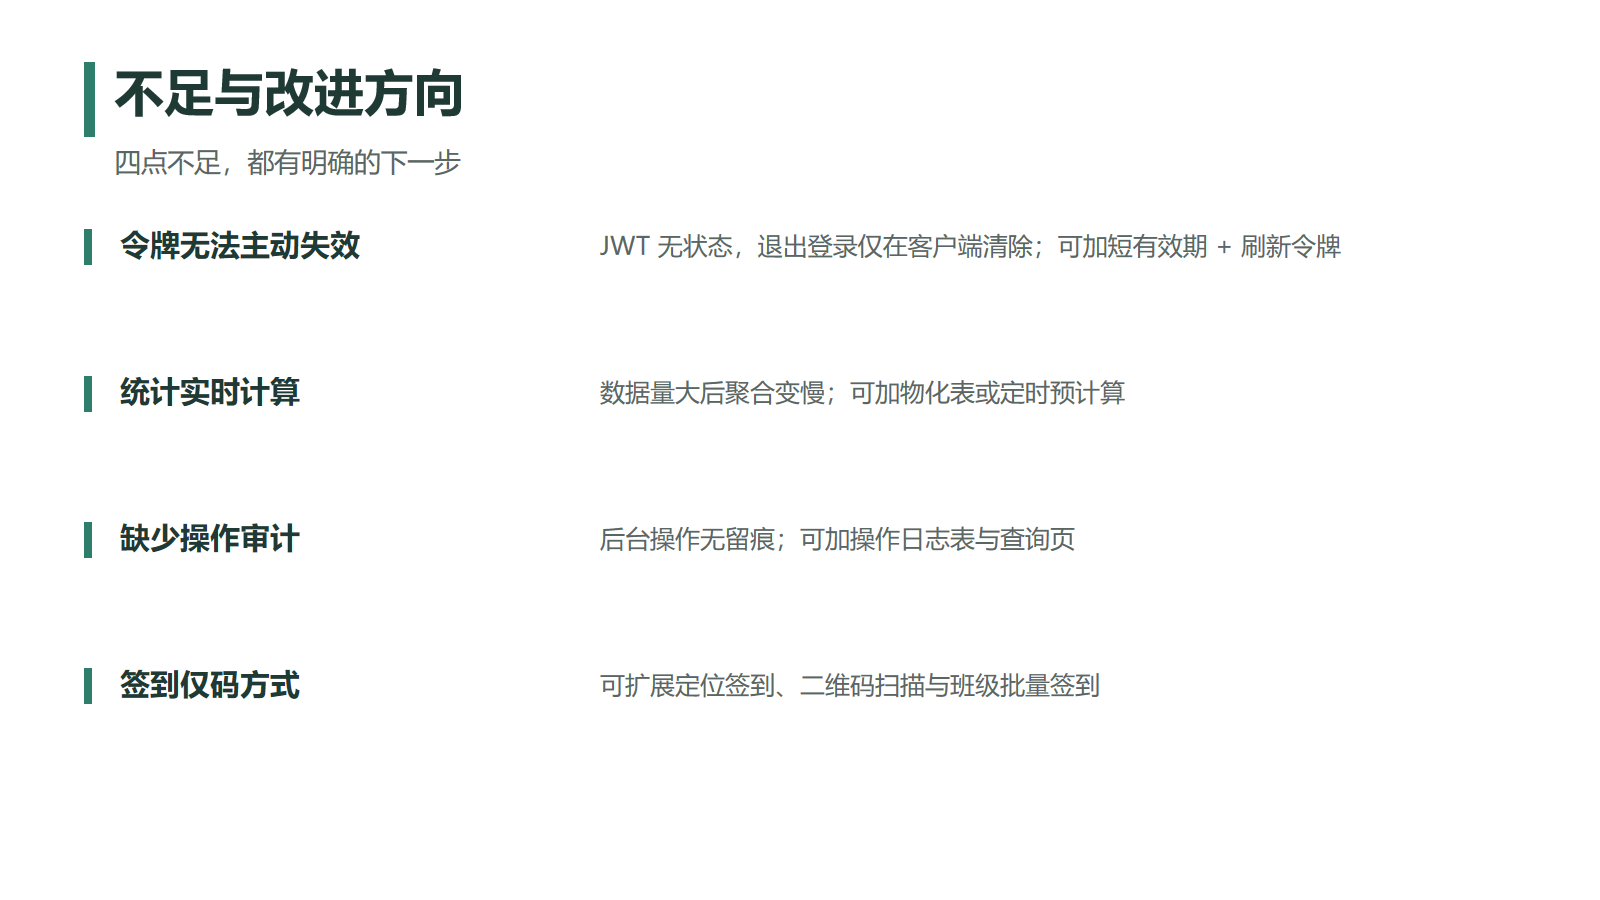 不足与改进方向
四点不足，都有明确的下一步
令牌无法主动失效
JWT 无状态，退出登录仅在客户端清除；可加短有效期 + 刷新令牌
统计实时计算
数据量大后聚合变慢；可加物化表或定时预计算
缺少操作审计
后台操作无留痕；可加操作日志表与查询页
签到仅码方式
可扩展定位签到、二维码扫描与班级批量签到